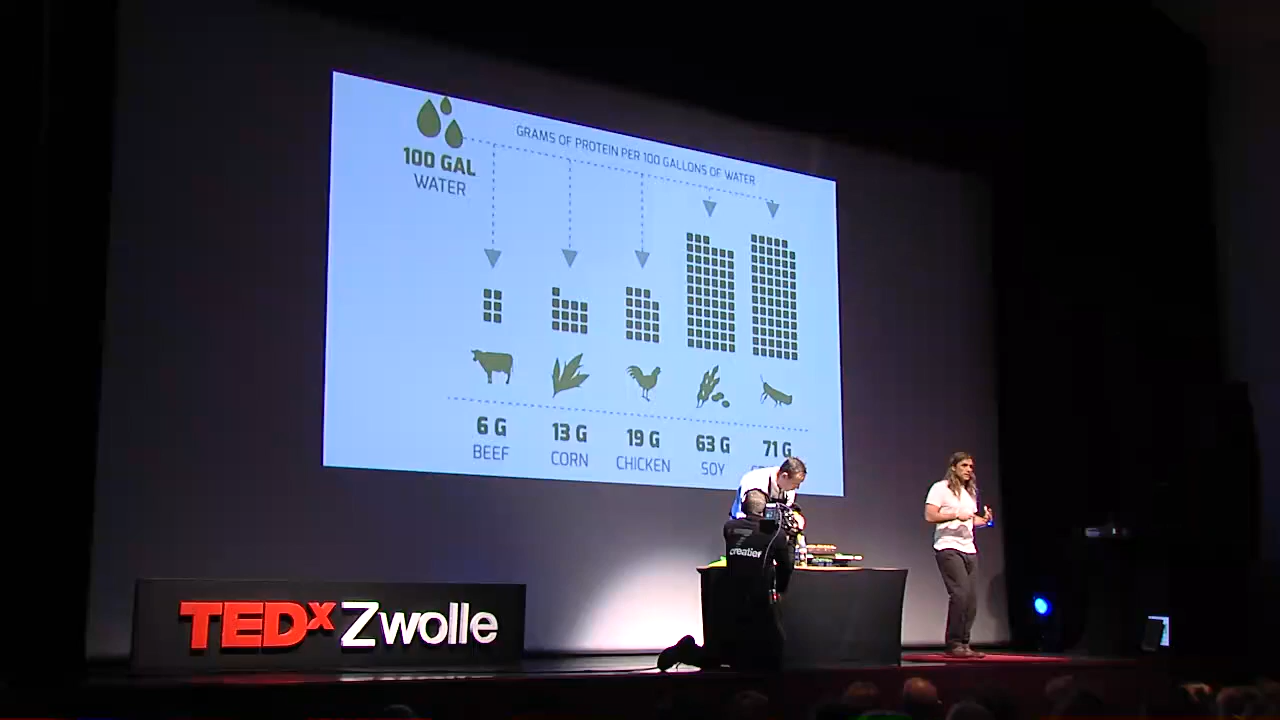 GRAMS OF PROTEIN PER 100 GALLONS OF WATER
100 GAL
WATER
6 G
BEEF
13 G
CORN
19 G
CHICKEN
63 G
SOY
71 G
creatief
TEDx Zwolle